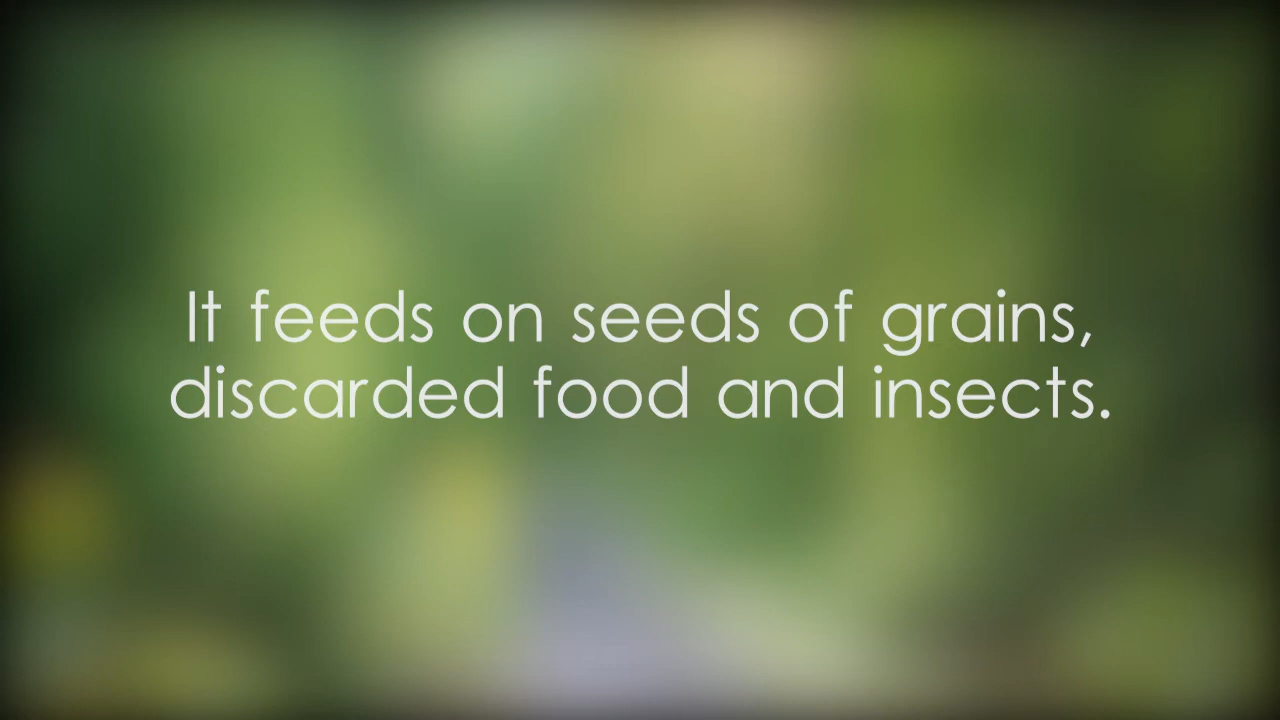 It feeds on seeds of grains,
discarded food and insects.